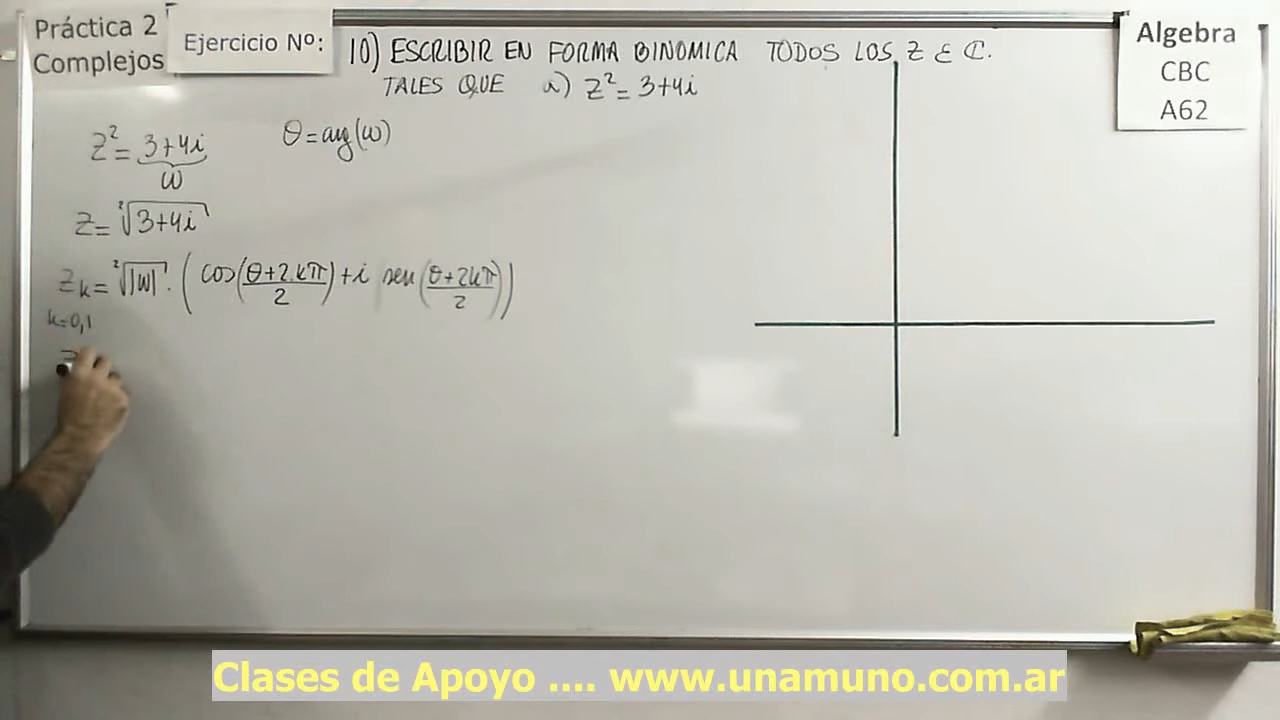 Práctica 2
Complejos
Ejercicio Nº:
10) ESCRIBIR EN FORMA BINOMICA TODOS LOS Z ∈ ℂ.
TALES QUE a) Z² = 3+4i
Algebra
CBC
A62
Z² = 3+4i
w
θ = arg(w)
Z = ²√3+4i
Z_k = ²√|w| · ( cos(θ+2.kπ/2) + i sen(θ+2kπ/2))
k=0,1
Clases de Apoyo .... www.unamuno.com.ar